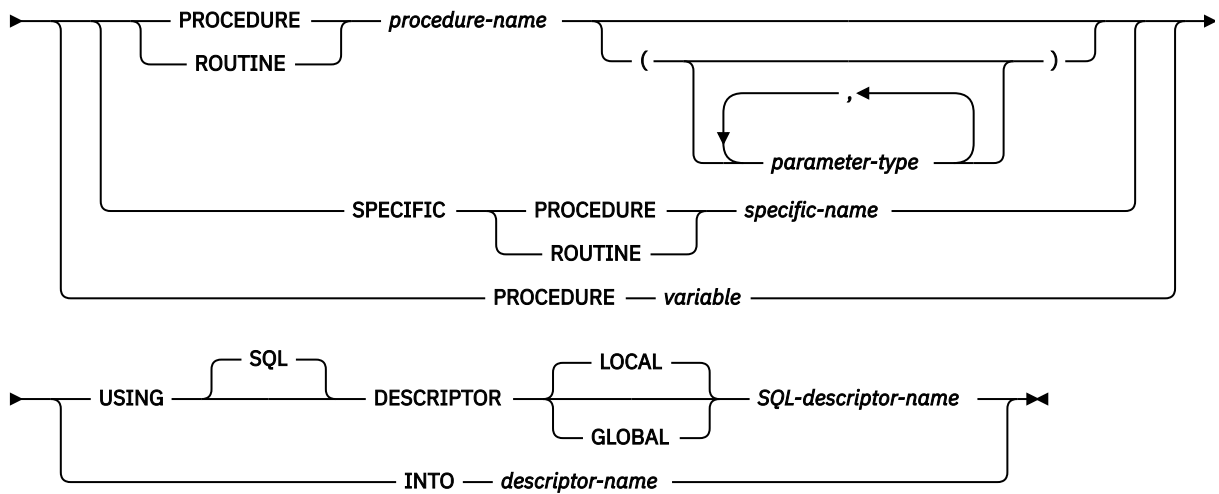 PROCEDURE procedure-name
ROUTINE ( )
,
parameter-type
SPECIFIC PROCEDURE specific-name
ROUTINE
PROCEDURE variable
SQL LOCAL
USING DESCRIPTOR SQL-descriptor-name
GLOBAL
INTO descriptor-name